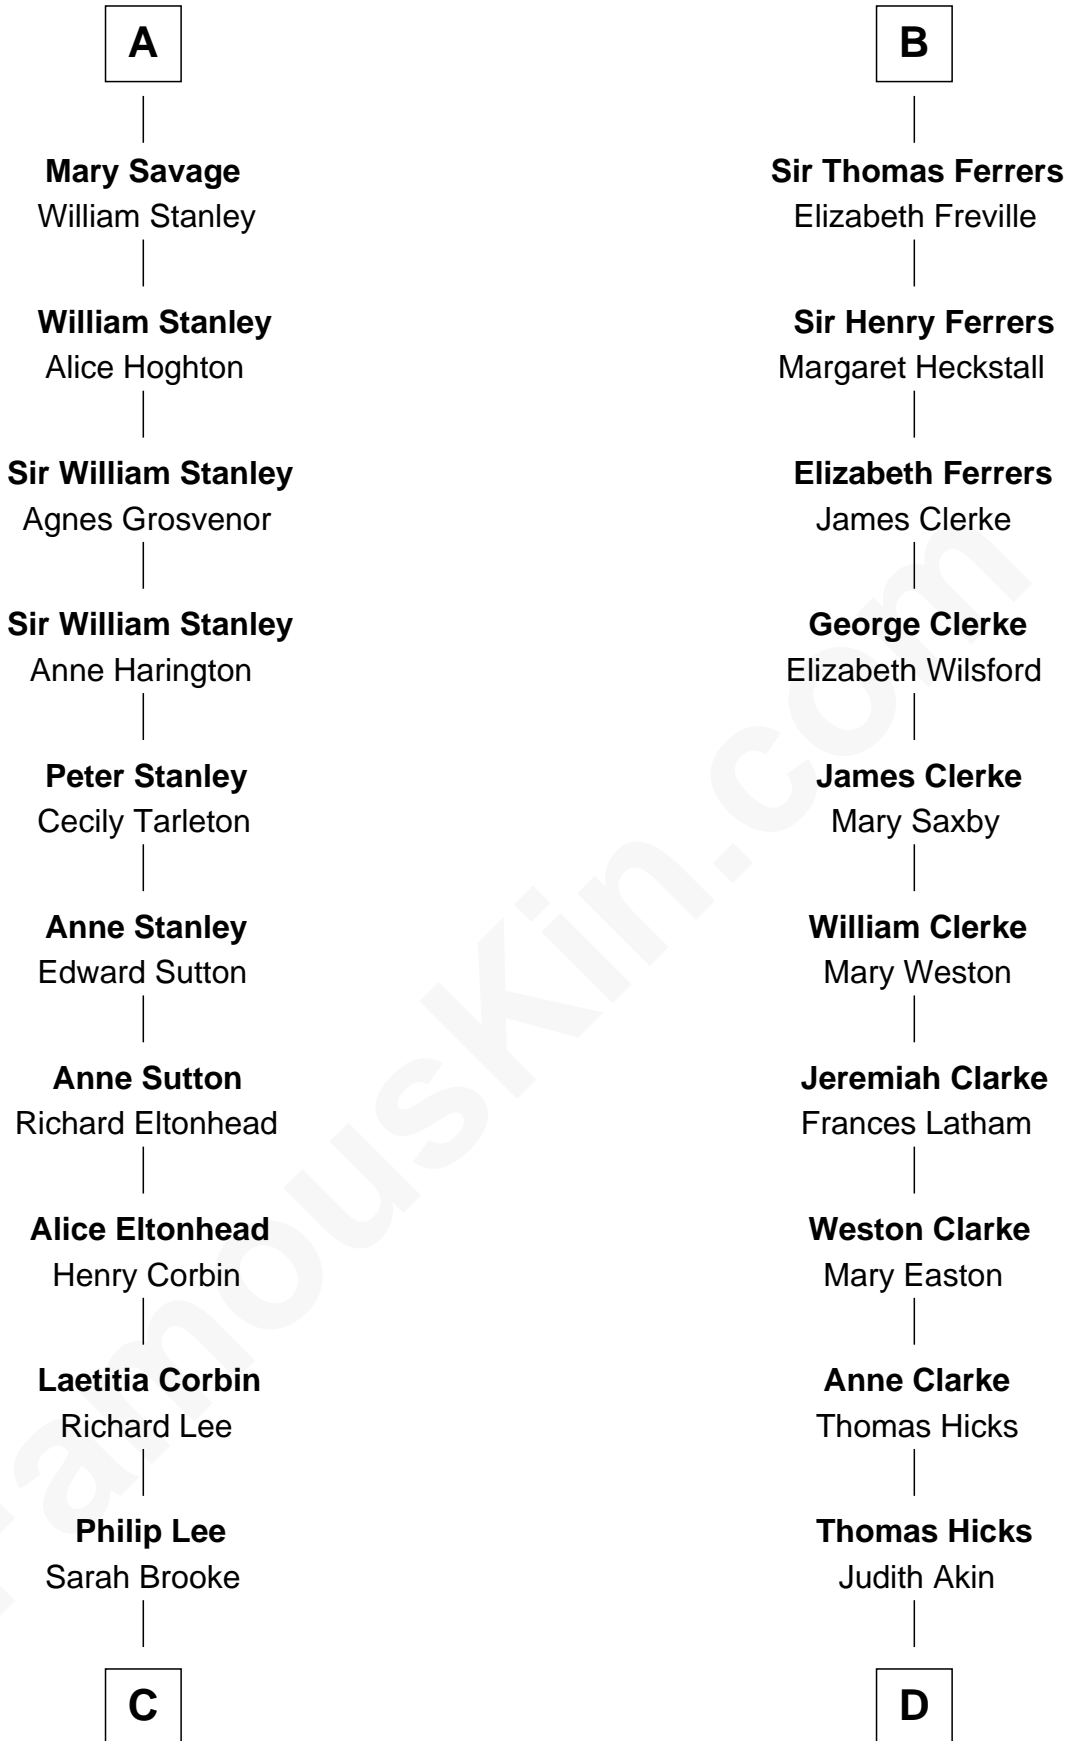 A
Mary Savage
William Stanley
William Stanley
Alice Hoghton
Sir William Stanley
Agnes Grosvenor
Sir William Stanley
Anne Harington
Peter Stanley
Cecily Tarleton
Anne Stanley
Edward Sutton
Anne Sutton
Richard Eltonhead
Alice Eltonhead
Henry Corbin
Laetitia Corbin
Richard Lee
Philip Lee
Sarah Brooke
C
B
Sir Thomas Ferrers
Elizabeth Freville
Sir Henry Ferrers
Margaret Heckstall
Elizabeth Ferrers
James Clerke
George Clerke
Elizabeth Wilsford
James Clerke
Mary Saxby
William Clerke
Mary Weston
Jeremiah Clarke
Frances Latham
Weston Clarke
Mary Easton
Anne Clarke
Thomas Hicks
Thomas Hicks
Judith Akin
D
FamousKin.com